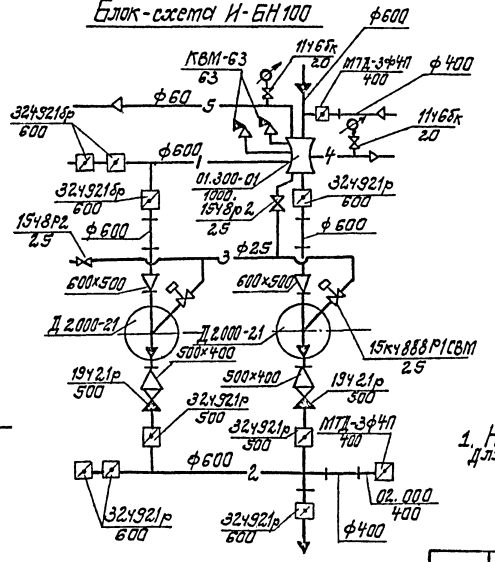 Блок-схема И-БН100
ф600
11ч6бк
20
КВМ-63
63
МТД-3ф4П
400
ф400
ф60
5
11ч6бк
20
32ч921бр
600
ф600
1
4
01.300-01
1000.
32ч921р
600
32ч921бр
600
15ч8р2
25
ф600
ф600
15ч8Р2
25
3
ф25
600×500
600×500
Д2000-21
Д2000-21
500×400
15кч888Р1СВМ
25
500×400
19ч21р
500
19ч21р
500
32ч921р
500
32ч921р
500
МТД-3ф4П
400
ф600
2
02.000
400
32ч921р
600
32ч921р
600
ф400
1. Н
Для